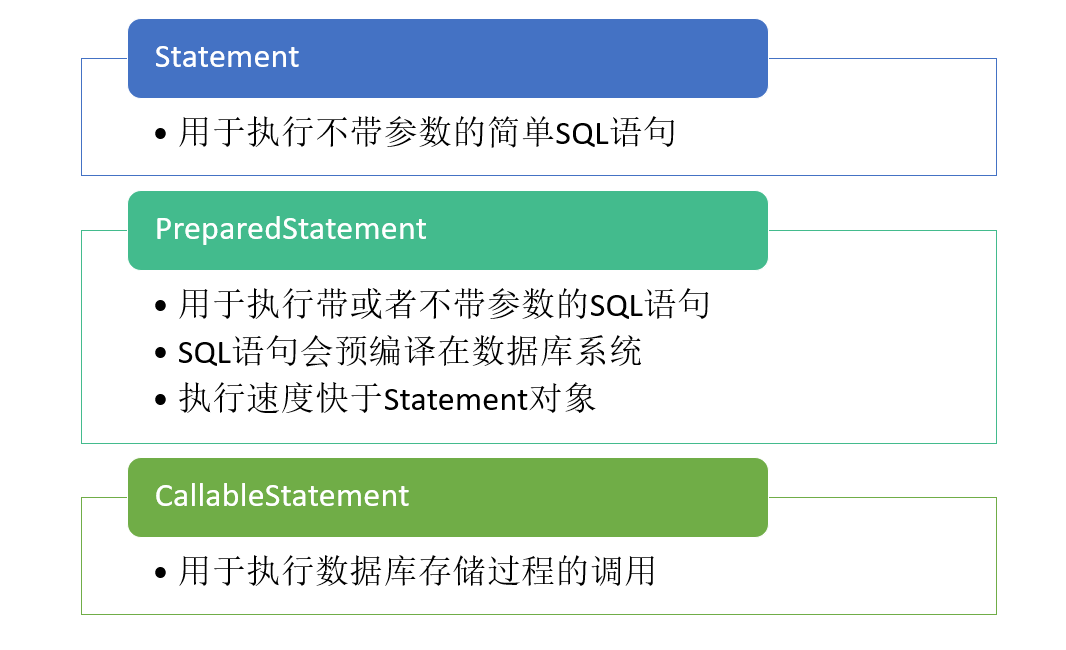 Statement
• 用于执行不带参数的简单SQL语句
PreparedStatement
• 用于执行带或者不带参数的SQL语句
• SQL语句会预编译在数据库系统
• 执行速度快于Statement对象
CallableStatement
• 用于执行数据库存储过程的调用